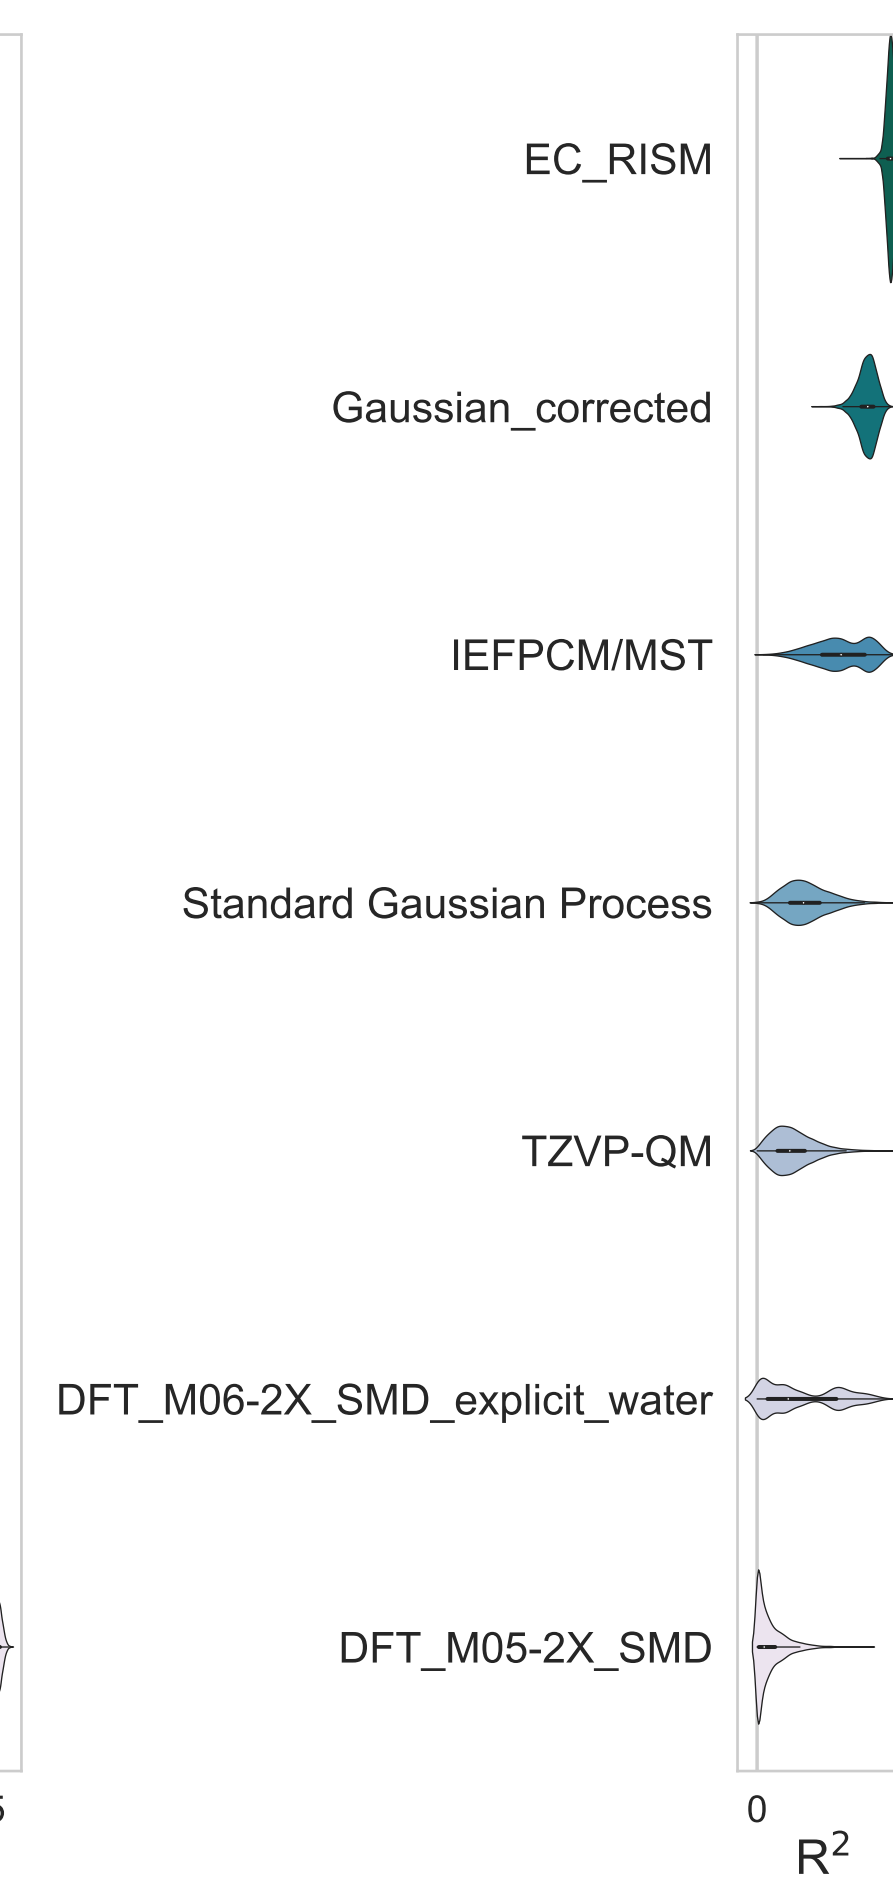 EC_RISM
Gaussian_corrected
IEFPCM/MST
Standard Gaussian Process
TZVP-QM
DFT_M06-2X_SMD_explicit_water
DFT_M05-2X_SMD
0
R²